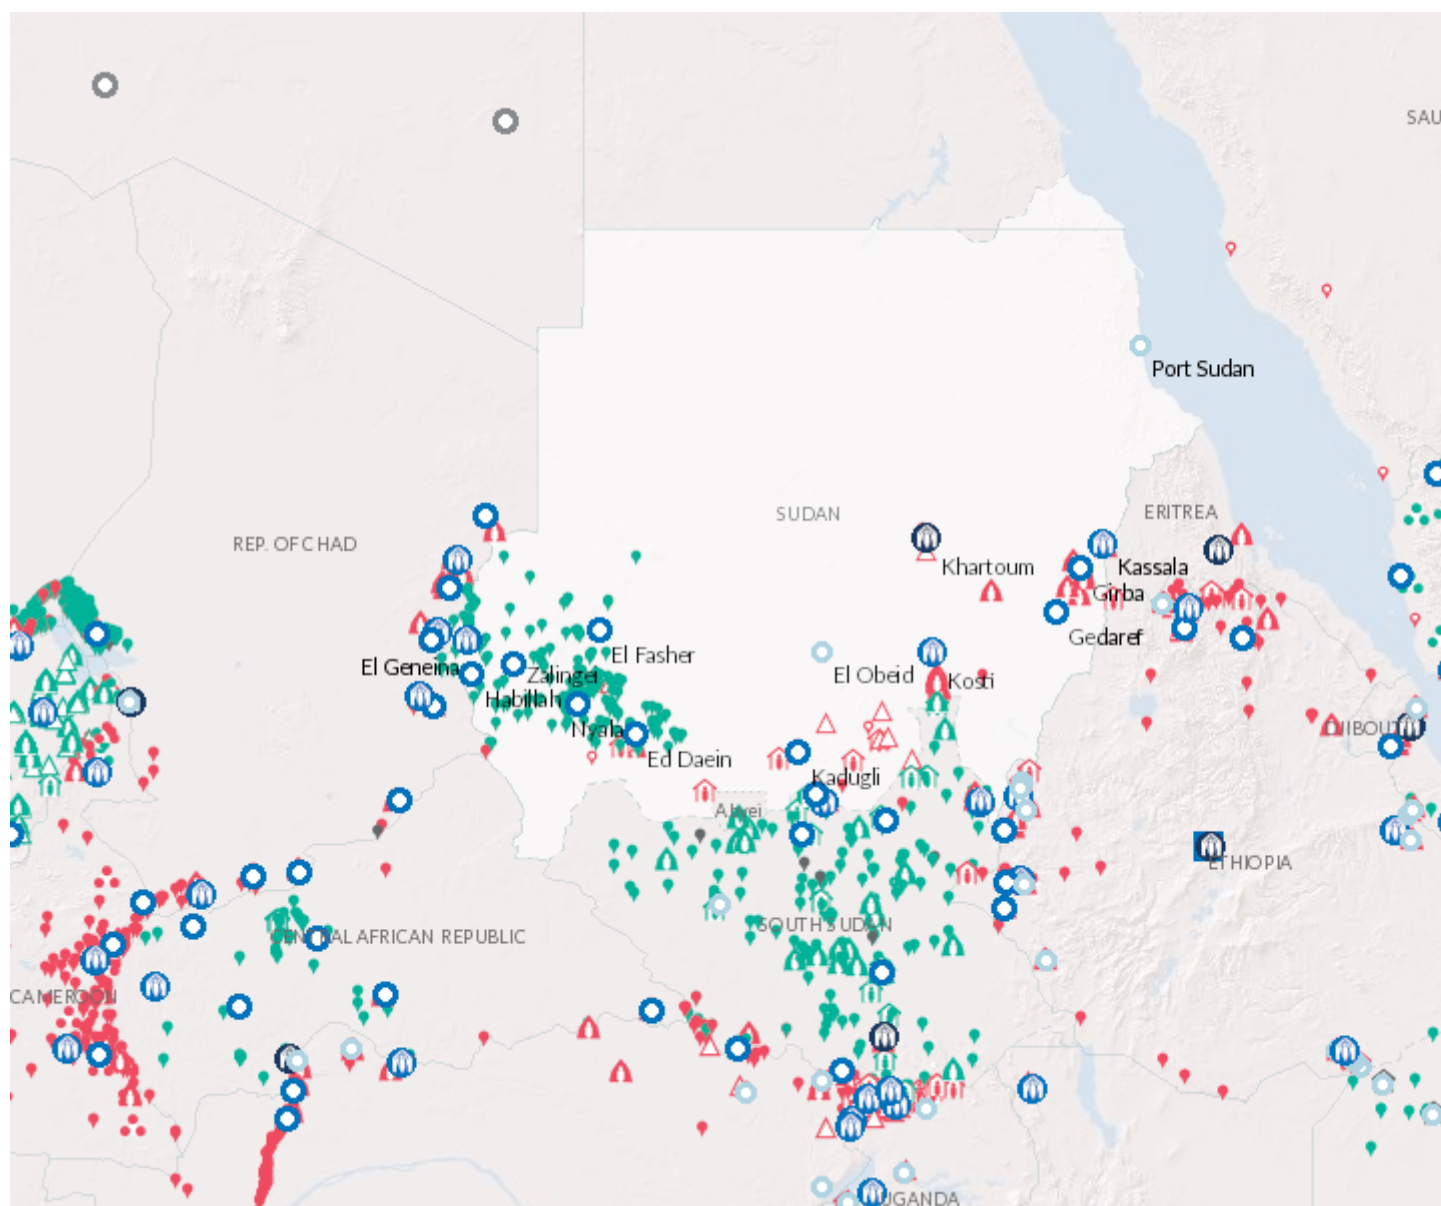 SAU
Port Sudan
SUDAN
ERITREA
REP. OF CHAD
Khartoum
Kassala
Girba
Gedaref
El Fasher
El Geneina
Zalingei
El Obeid
Kosti
Habillah
Nyala
DJIBOUTI
Ed Daein
Kadugli
Abyei
ETHIOPIA
SOUTH SUDAN
CENTRAL AFRICAN REPUBLIC
CAMEROON
UGANDA